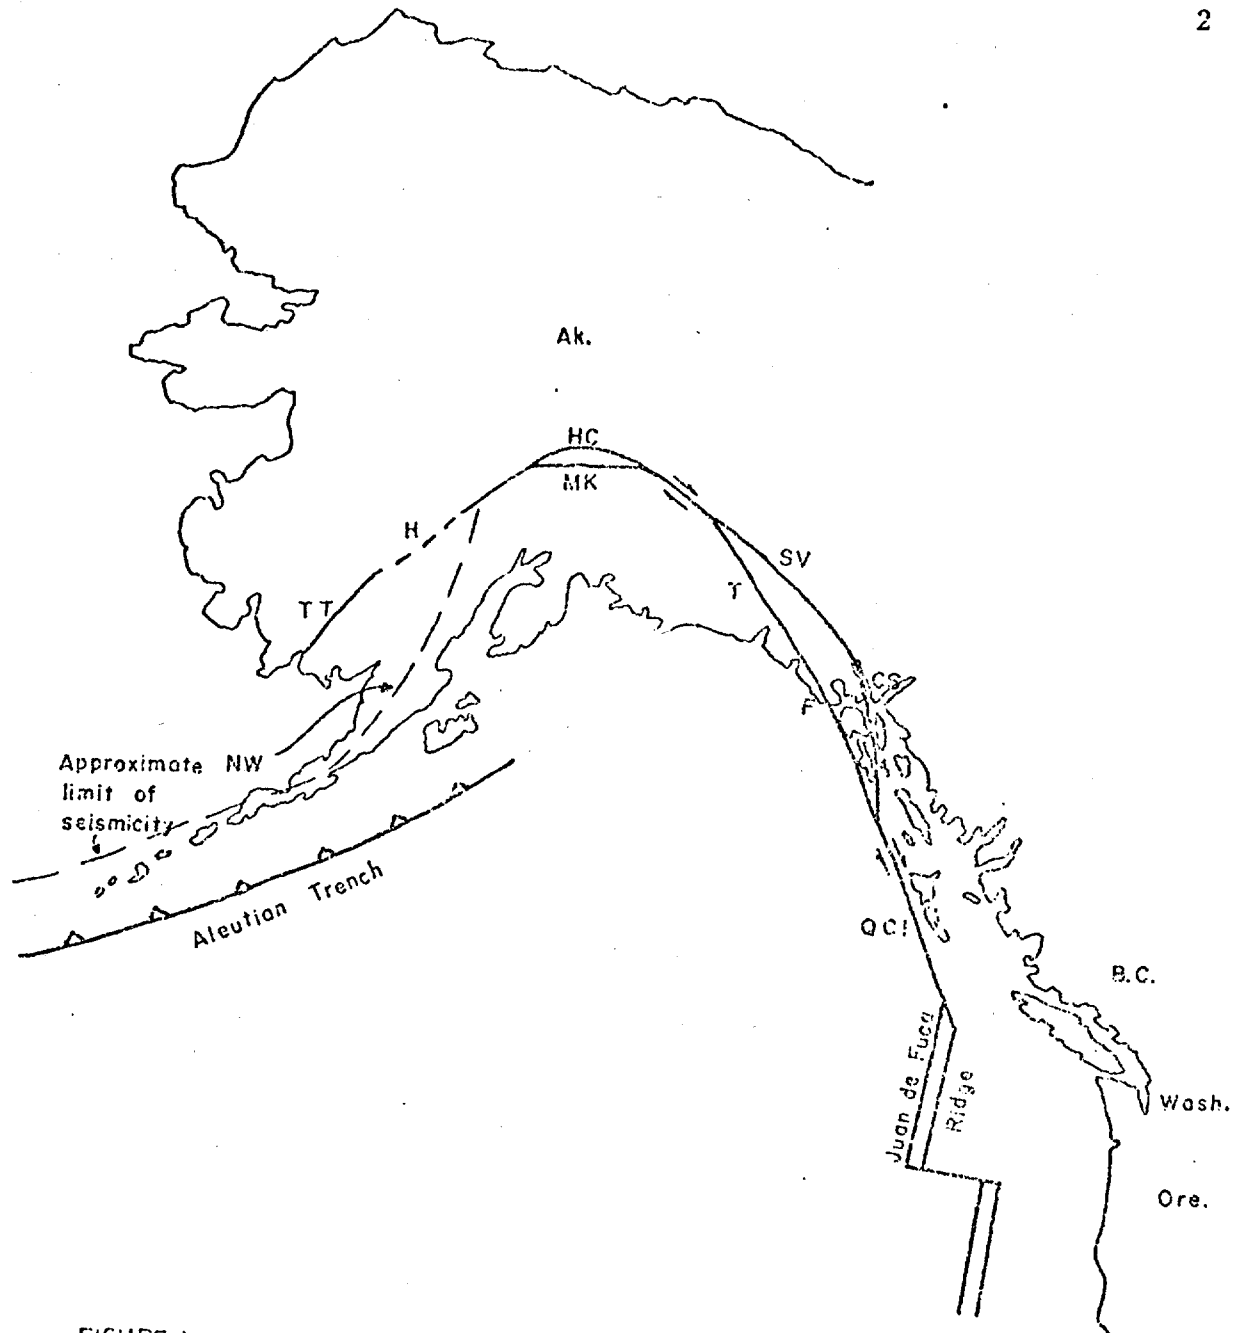 2
Ak.
HC
MK
H
SV
T
TT
CS
F
Approximate NW
limit of
seismicity
Aleutian Trench
QCI
B.C.
Juan de Fuca
Ridge
Wash.
Ore.